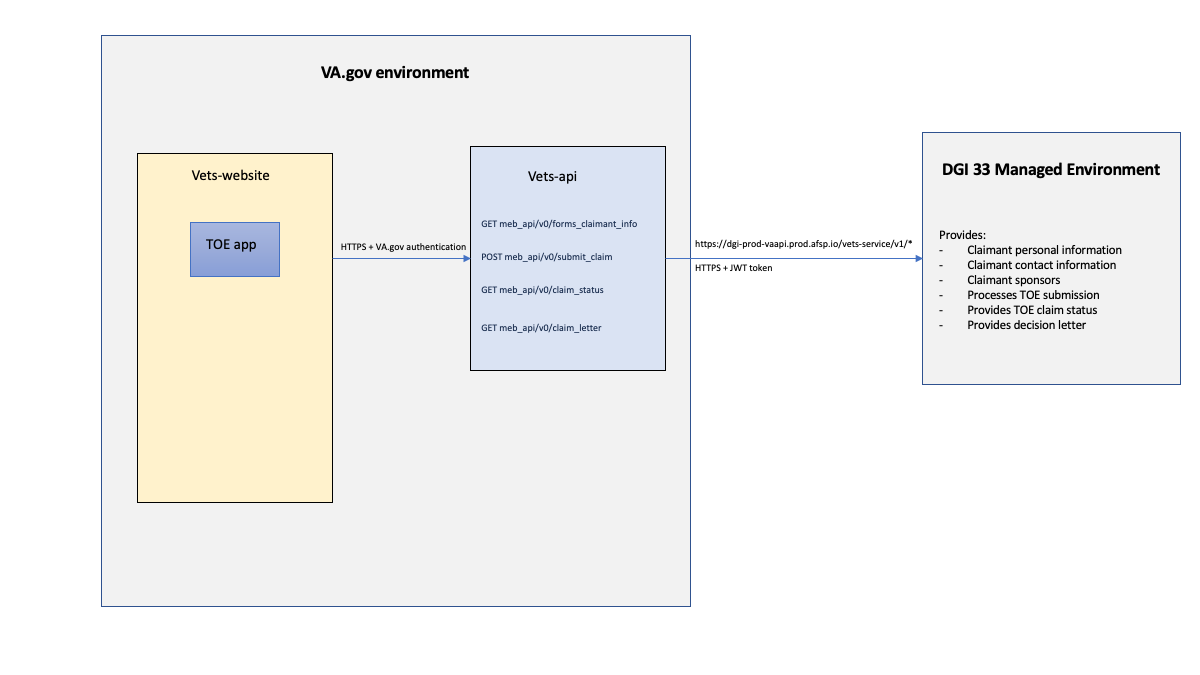 VA.gov environment
Vets-website
TOE app
HTTPS + VA.gov authentication
Vets-api
GET meb_api/v0/forms_claimant_info
POST meb_api/v0/submit_claim
GET meb_api/v0/claim_status
GET meb_api/v0/claim_letter
https://dgi-prod-vaapi.prod.afsp.io/vets-service/v1/*
HTTPS + JWT token
DGI 33 Managed Environment
Provides:
- Claimant personal information
- Claimant contact information
- Claimant sponsors
- Processes TOE submission
- Provides TOE claim status
- Provides decision letter